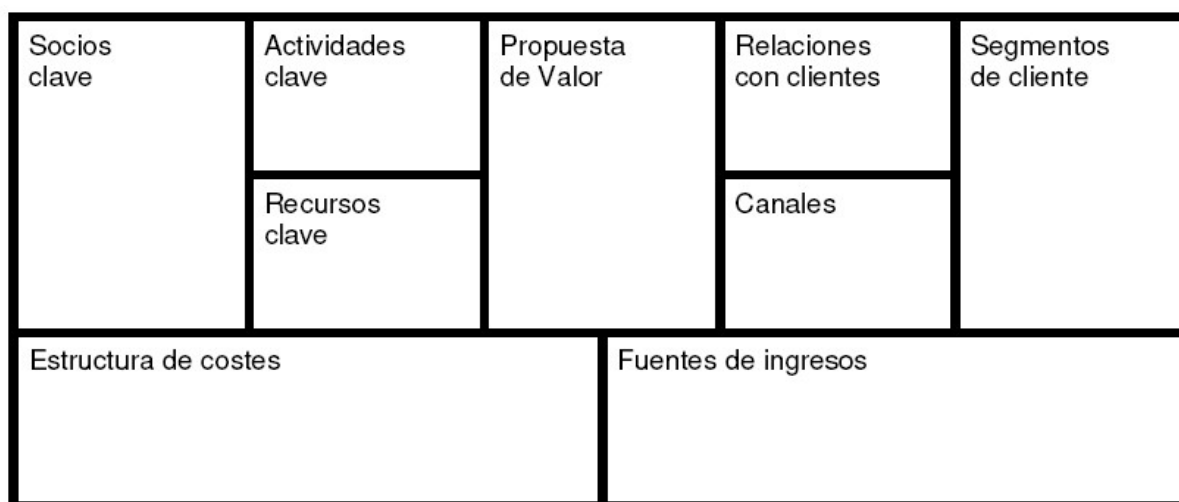 Socios
clave
Actividades
clave
Recursos
clave
Propuesta
de Valor
Relaciones
con clientes
Canales
Segmentos
de cliente
Estructura de costes
Fuentes de ingresos